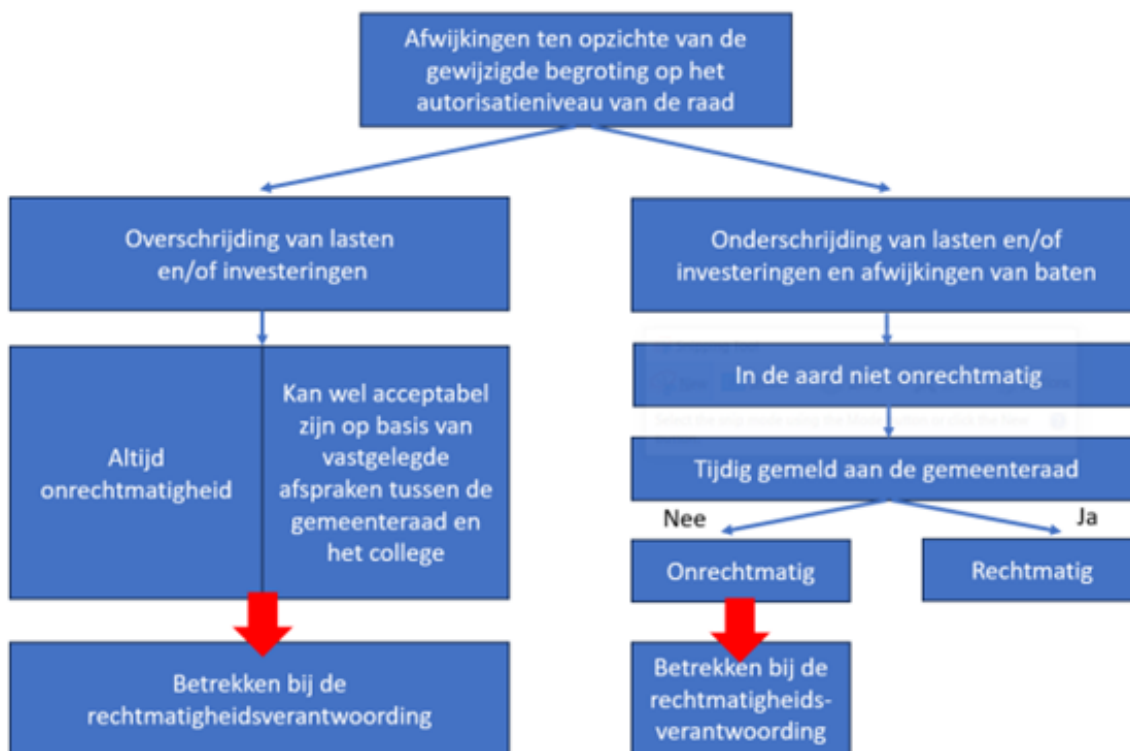 Afwijkingen ten opzichte van de
gewijzigde begroting op het
autorisatieniveau van de raad
Overschrijding van lasten
en/of investeringen
Onderschrijding van lasten en/of
investeringen en afwijkingen van baten
Altijd
onrechtmatigheid
Kan wel acceptabel
zijn op basis van
vastgelegde
afspraken tussen de
gemeenteraad en
het college
In de aard niet onrechtmatig
Tijdig gemeld aan de gemeenteraad
Nee
Ja
Onrechtmatig
Rechtmatig
Betrekken bij de
rechtmatigheidsverantwoording
Betrekken bij de
rechtmatigheids-
verantwoording